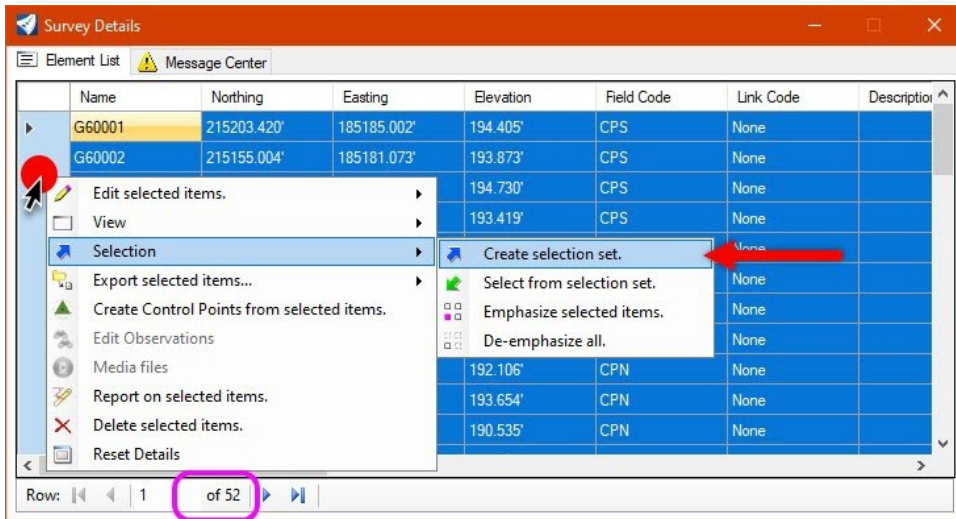 Survey Details
Element List Message Center
Name Northing Easting Elevation Field Code Link Code Description
G60001 215203.420' 185185.002' 194.405' CPS None
G60002 215155.004' 185181.073' 193.873' CPS None
Edit selected items. 194.730' CPS None
View 193.419' CPS None
Selection Create selection set. None
Export selected items... Select from selection set. None
Create Control Points from selected items. Emphasize selected items. None
Edit Observations De-emphasize all. None
Media files 192.106' CPN None
Report on selected items. 193.654' CPN None
Delete selected items. 190.535' CPN None
Reset Details
Row: 1 of 52